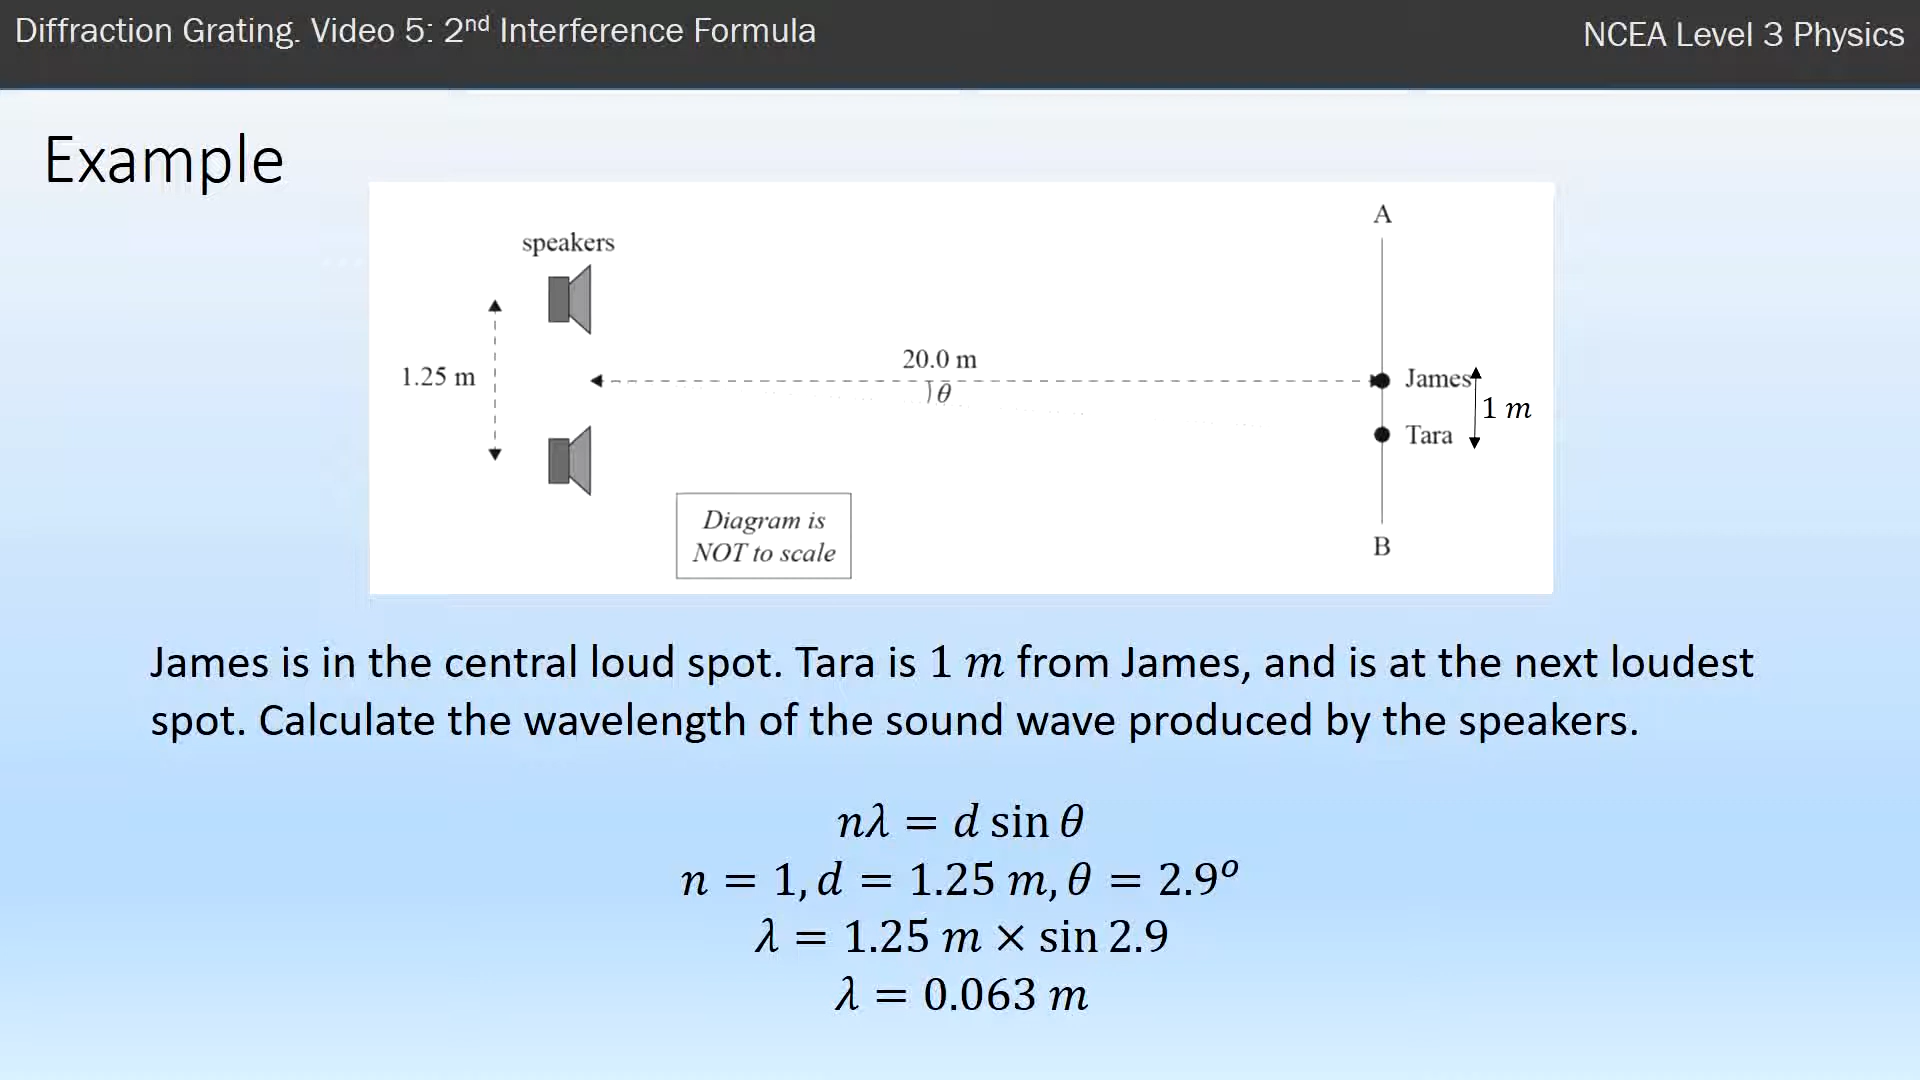 Diffraction Grating. Video 5: 2nd Interference Formula
NCEA Level 3 Physics
Example
A
speakers
1.25 m
20.0 m
θ
James
1 m
Tara
Diagram is
NOT to scale
B
James is in the central loud spot. Tara is 1 m from James, and is at the next loudest
spot. Calculate the wavelength of the sound wave produced by the speakers.
nλ = d sin θ
n = 1, d = 1.25 m, θ = 2.9°
λ = 1.25 m × sin 2.9
λ = 0.063 m